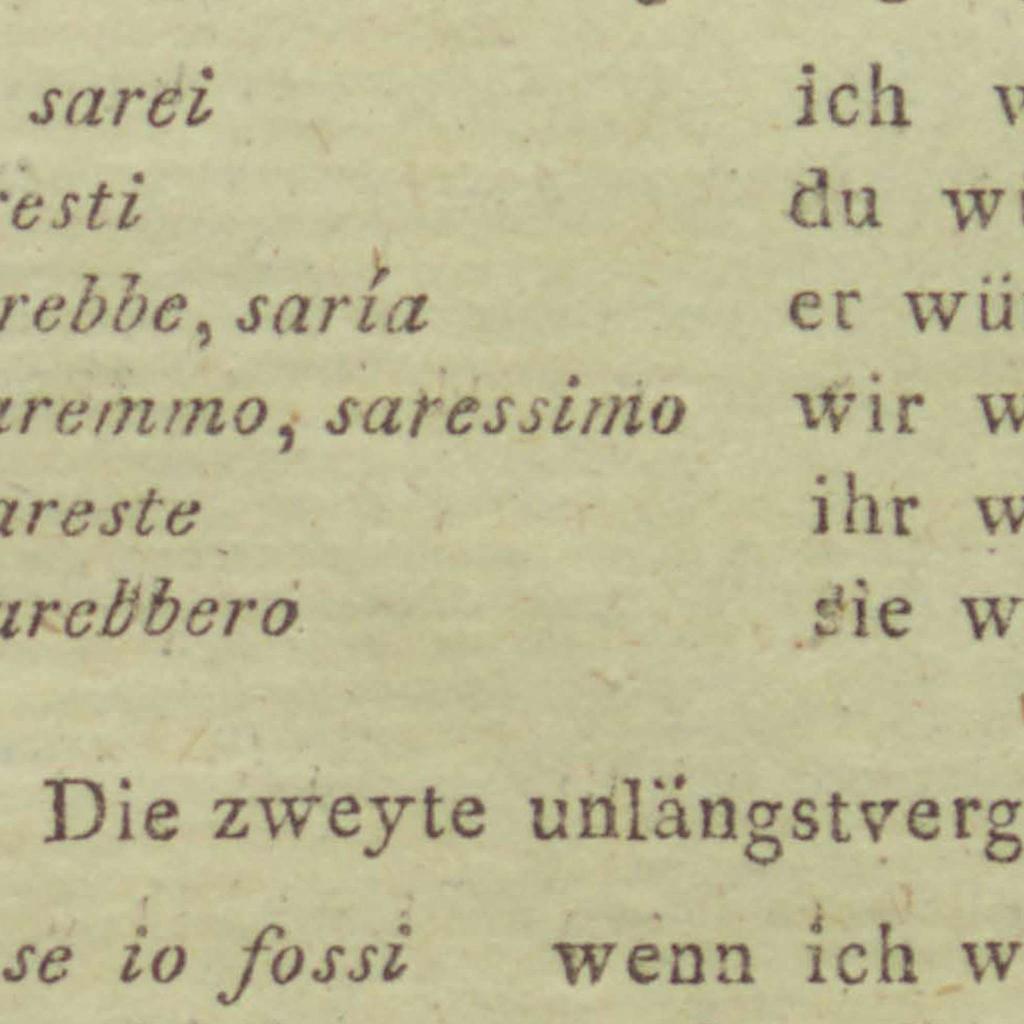 sarei ich w
resti du wü
rebbe, saría er wü
aremmo, saressimo wir w
areste ihr w
arebbero sie w
Die zweyte unlängstverg
se io fossi wenn ich w